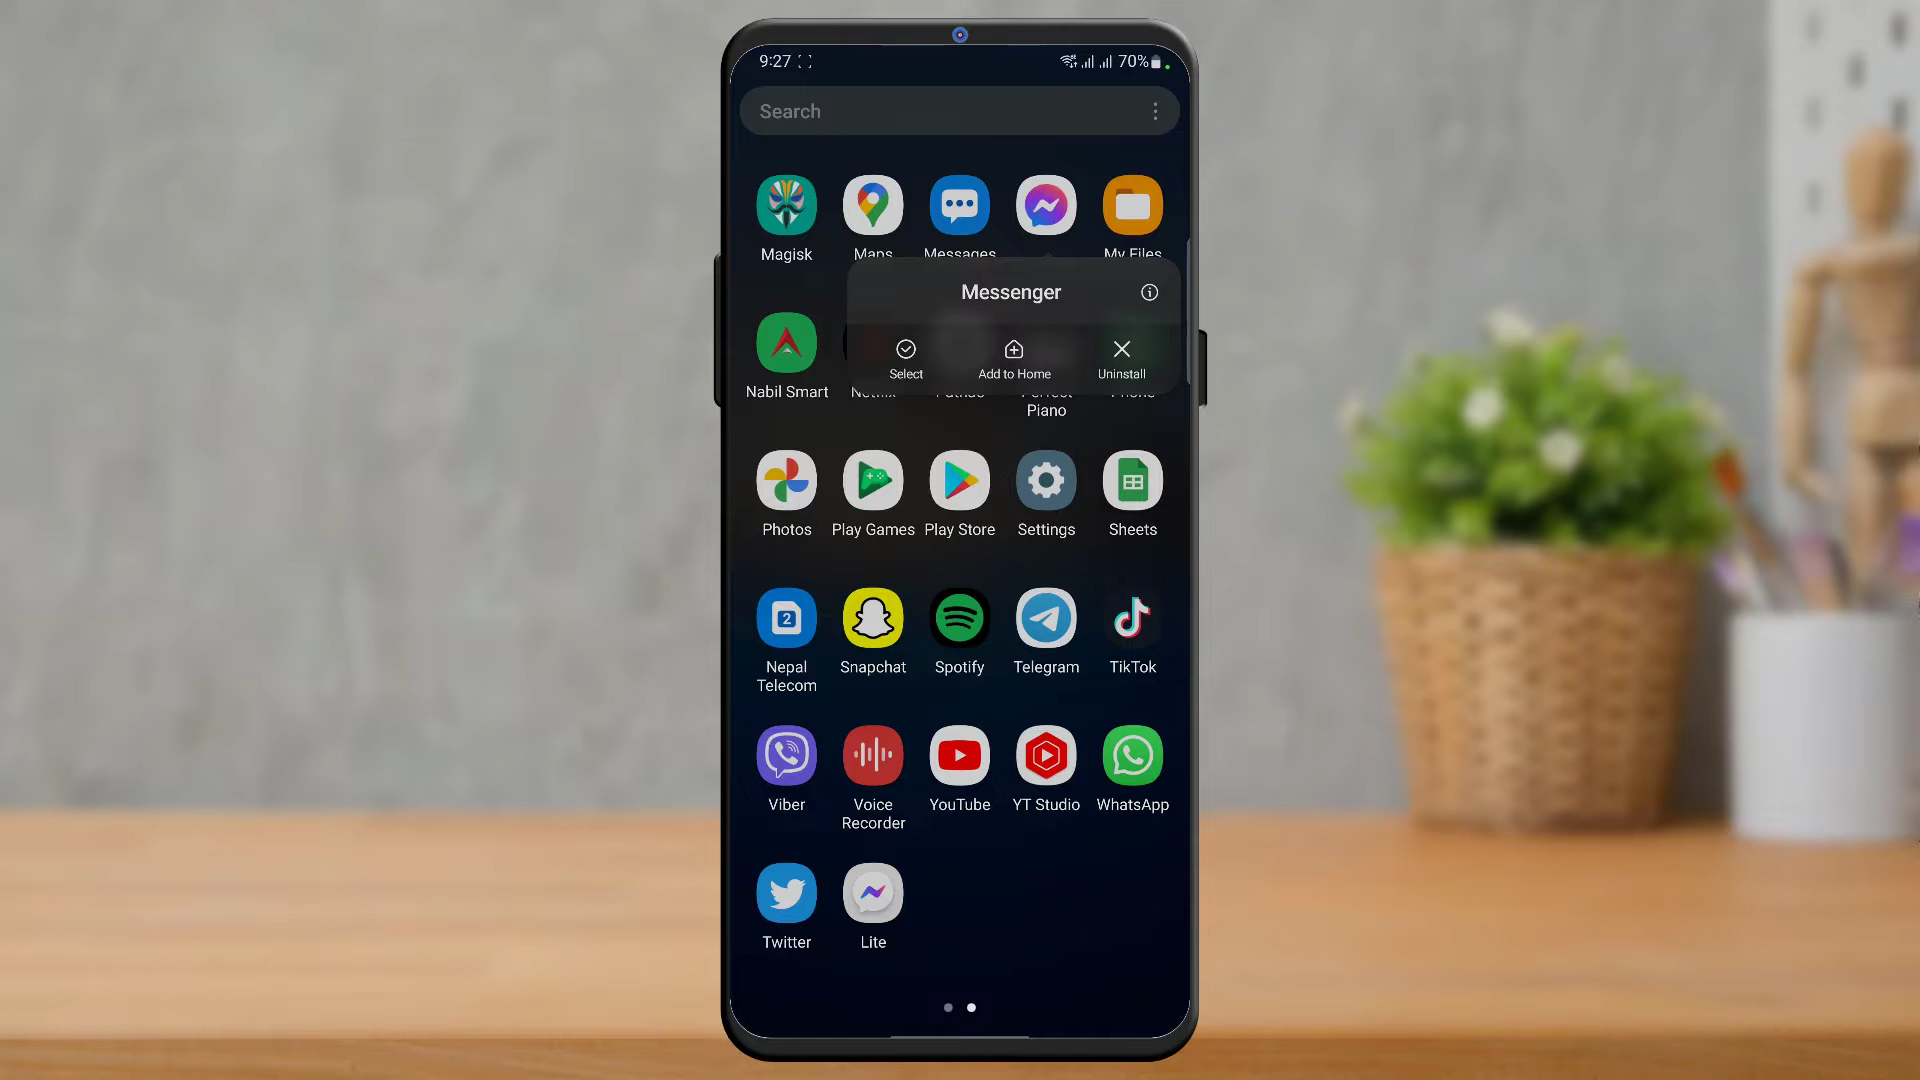 9:27 70%
Search
Magisk Maps Messages My Files
Messenger
Select Add to Home Uninstall
Nabil Smart Netflix Pathao Perfect Piano Phone
Photos Play Games Play Store Settings Sheets
2
Nepal Telecom Snapchat Spotify Telegram TikTok
Viber Voice Recorder YouTube YT Studio WhatsApp
Twitter Lite